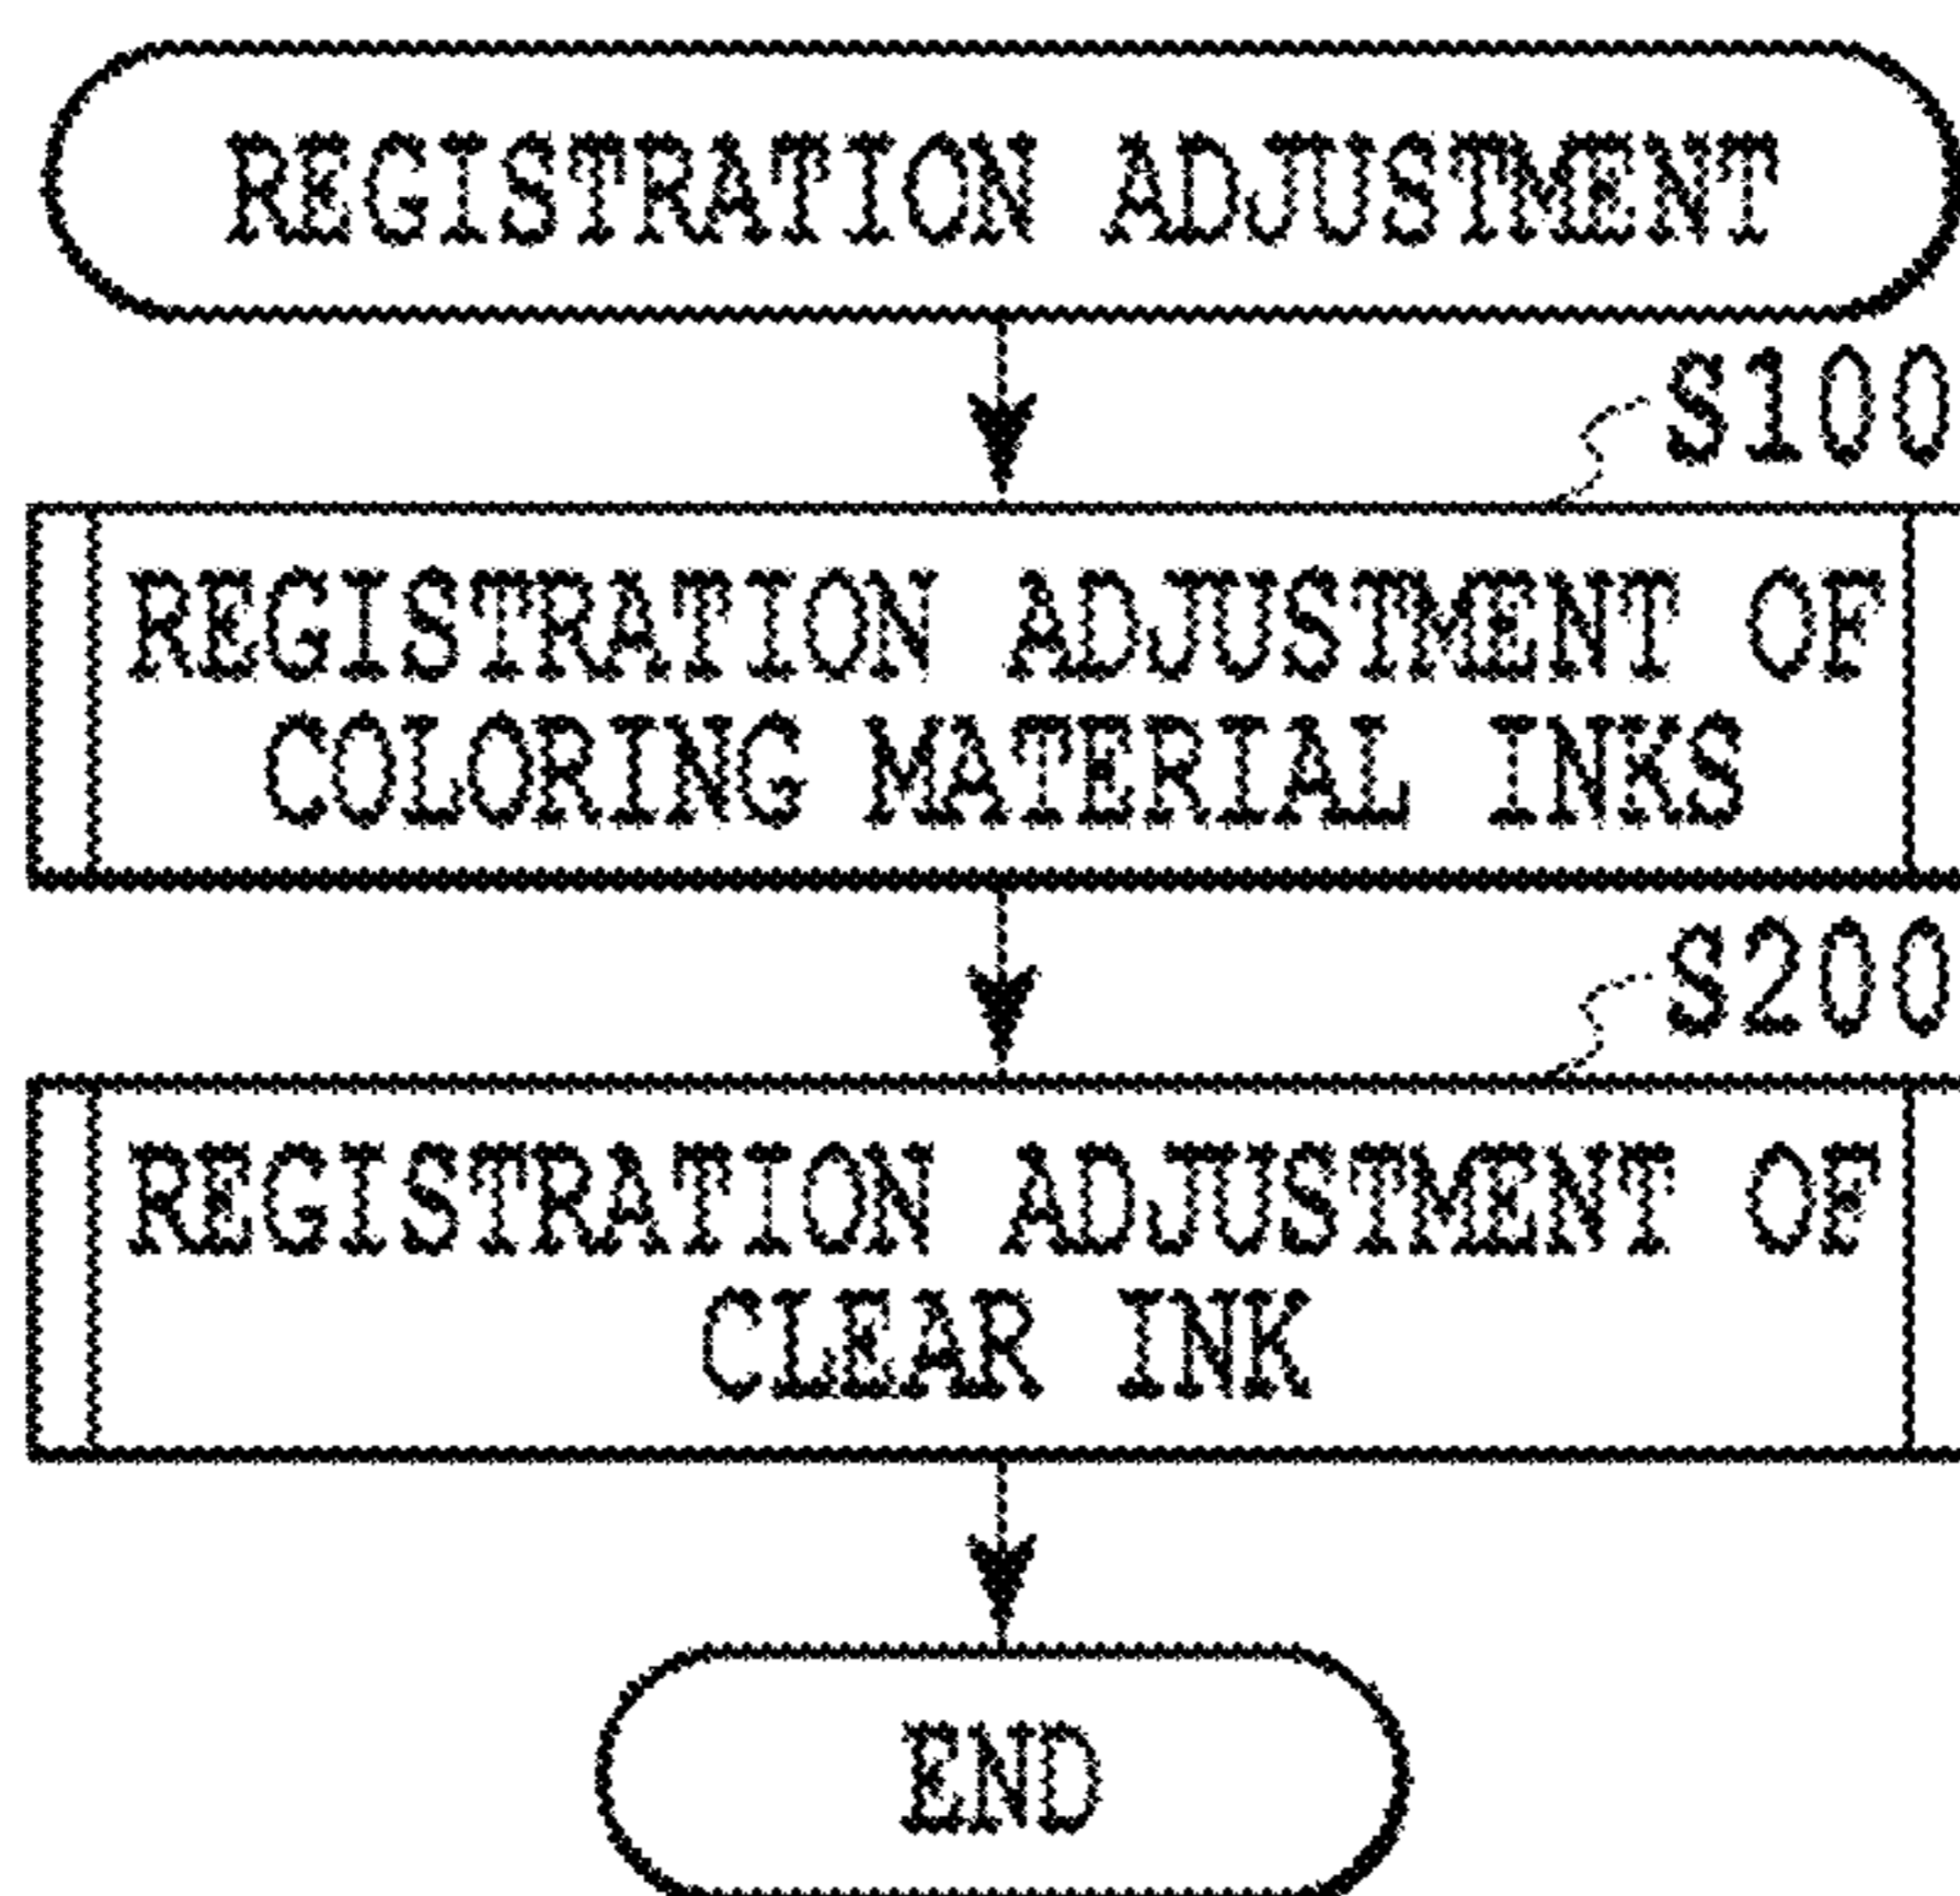 REGISTRATION ADJUSTMENT
S100
REGISTRATION ADJUSTMENT OF
COLORING MATERIAL INKS
S200
REGISTRATION ADJUSTMENT OF
CLEAR INK
END